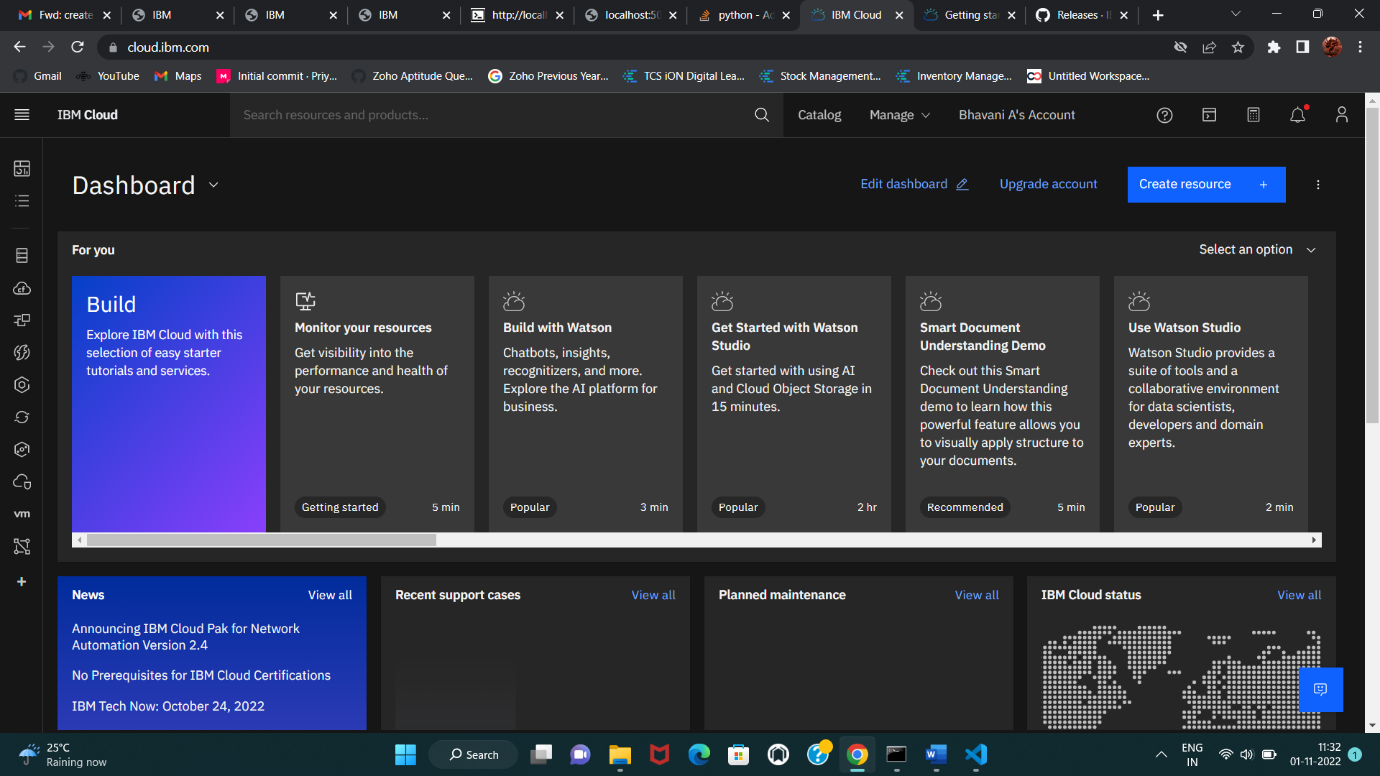 Fwd: create
IBM
IBM
IBM
http://local
localhost:50
python - Ad
IBM Cloud
Getting star
Releases · I
cloud.ibm.com
Gmail
YouTube
Maps
Initial commit · Priy...
Zoho Aptitude Que...
Zoho Previous Year...
TCS iON Digital Lea...
Stock Management...
Inventory Manage...
Untitled Workspace...
IBM Cloud
Search resources and products...
Catalog
Manage
Bhavani A's Account
Dashboard
Edit dashboard
Upgrade account
Create resource +
For you
Select an option
Build
Explore IBM Cloud with this
selection of easy starter
tutorials and services.
Monitor your resources
Get visibility into the
performance and health of
your resources.
Getting started
5 min
Build with Watson
Chatbots, insights,
recognitizers, and more.
Explore the AI platform for
business.
Popular
3 min
Get Started with Watson
Studio
Get started with using AI
and Cloud Object Storage in
15 minutes.
Popular
2 hr
Smart Document
Understanding Demo
Check out this Smart
Document Understanding
demo to learn how this
powerful feature allows you
to visually apply structure to
your documents.
Recommended
5 min
Use Watson Studio
Watson Studio provides a
suite of tools and a
collaborative environment
for data scientists,
developers and domain
experts.
Popular
2 min
vm
News
View all
Announcing IBM Cloud Pak for Network
Automation Version 2.4
No Prerequisites for IBM Cloud Certifications
IBM Tech Now: October 24, 2022
Recent support cases
View all
Planned maintenance
View all
IBM Cloud status
View all
25°C
Raining now
Search
ENG
IN
11:32
01-11-2022
1